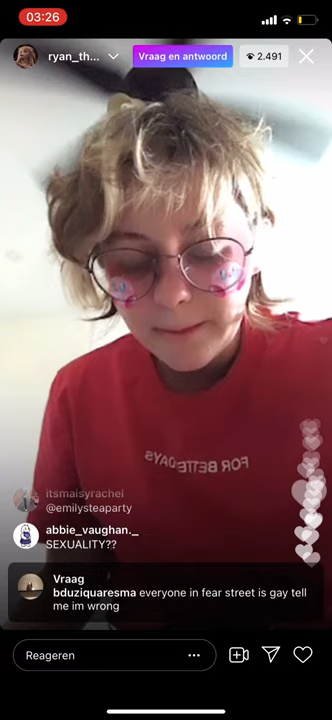 03:26
ryan_th...
Vraag en antwoord
2.491
FOR BETTER DAYS
itsmaisyrachel
@emilysteaparty
abbie_vaughan._
SEXUALITY??
Vraag
bduziquaresma everyone in fear street is gay tell
me im wrong
Reageren